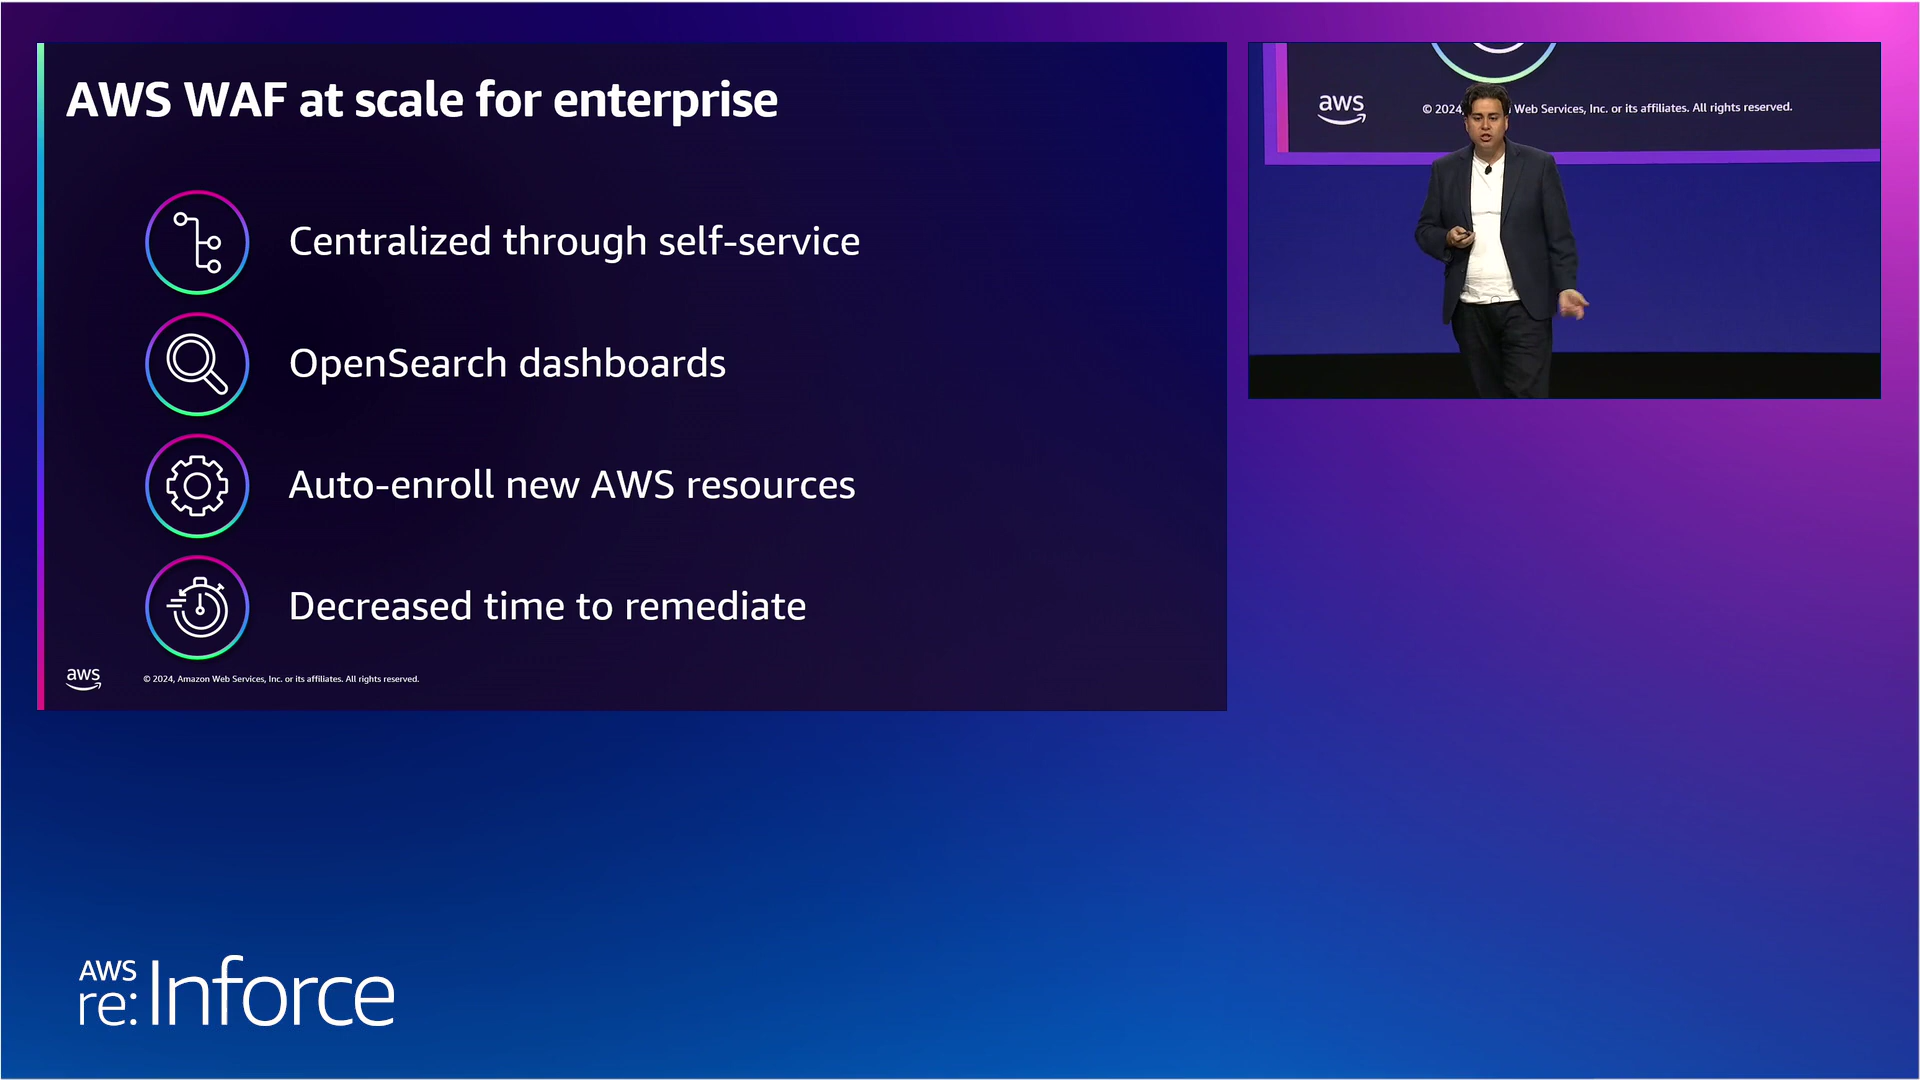 AWS WAF at scale for enterprise
Centralized through self-service
OpenSearch dashboards
Auto-enroll new AWS resources
Decreased time to remediate
aws
© 2024, Amazon Web Services, Inc. or its affiliates. All rights reserved.
aws
© 2024, Web Services, Inc. or its affiliates. All rights reserved.
AWS
re:Inforce